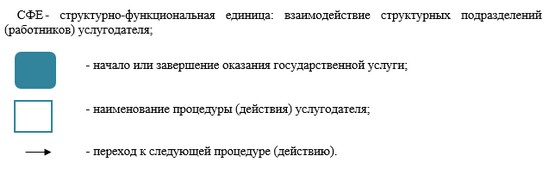 СФЕ - структурно-функциональная единица: взаимодействие структурных подразделений
(работников) услугодателя;
- начало или завершение оказания государственной услуги;
- наименование процедуры (действия) услугодателя;
- переход к следующей процедуре (действию).